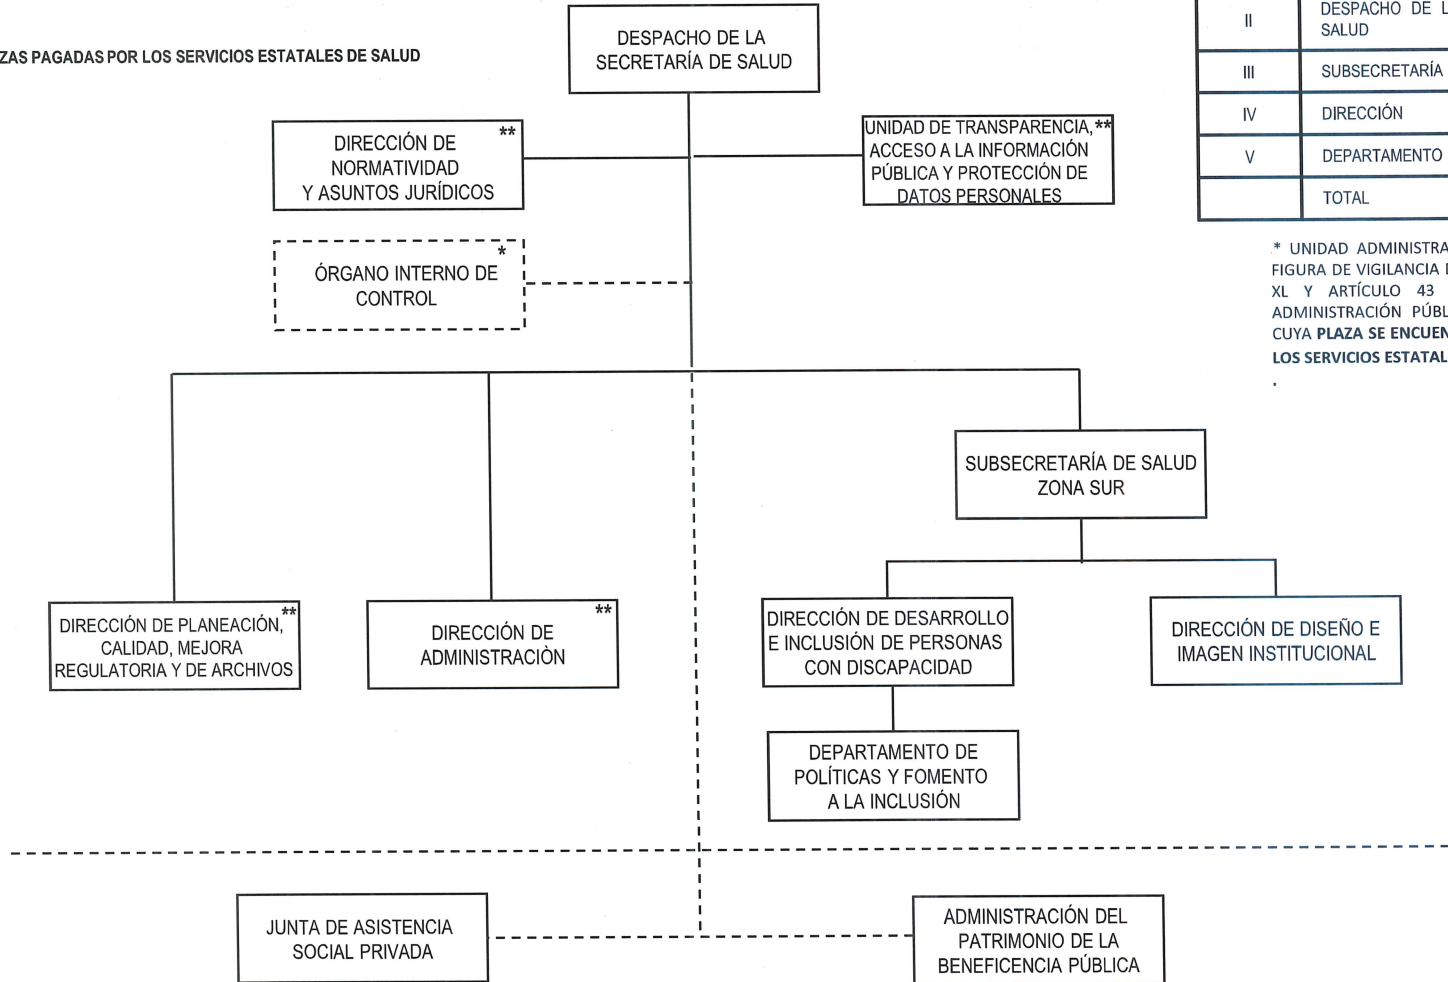 DESPACHO DE LA
SECRETARÍA DE SALUD
ZAS PAGADAS POR LOS SERVICIOS ESTATALES DE SALUD
II
DESPACHO DE L
SALUD
III
SUBSECRETARÍA
IV
DIRECCIÓN
V
DEPARTAMENTO
TOTAL
**
DIRECCIÓN DE
NORMATIVIDAD
Y ASUNTOS JURÍDICOS
UNIDAD DE TRANSPARENCIA, **
ACCESO A LA INFORMACIÓN
PÚBLICA Y PROTECCIÓN DE
DATOS PERSONALES
*
ÓRGANO INTERNO DE
CONTROL
* UNIDAD ADMINISTRA
FIGURA DE VIGILANCIA
XL Y ARTÍCULO 43
ADMINISTRACIÓN PÚBL
CUYA PLAZA SE ENCUEN
LOS SERVICIOS ESTATAL
.
SUBSECRETARÍA DE SALUD
ZONA SUR
**
DIRECCIÓN DE PLANEACIÓN,
CALIDAD, MEJORA
REGULATORIA Y DE ARCHIVOS
**
DIRECCIÓN DE
ADMINISTRACIÒN
DIRECCIÓN DE DESARROLLO
E INCLUSIÓN DE PERSONAS
CON DISCAPACIDAD
DIRECCIÓN DE DISEÑO E
IMAGEN INSTITUCIONAL
DEPARTAMENTO DE
POLÍTICAS Y FOMENTO
A LA INCLUSIÓN
JUNTA DE ASISTENCIA
SOCIAL PRIVADA
ADMINISTRACIÓN DEL
PATRIMONIO DE LA
BENEFICENCIA PÚBLICA